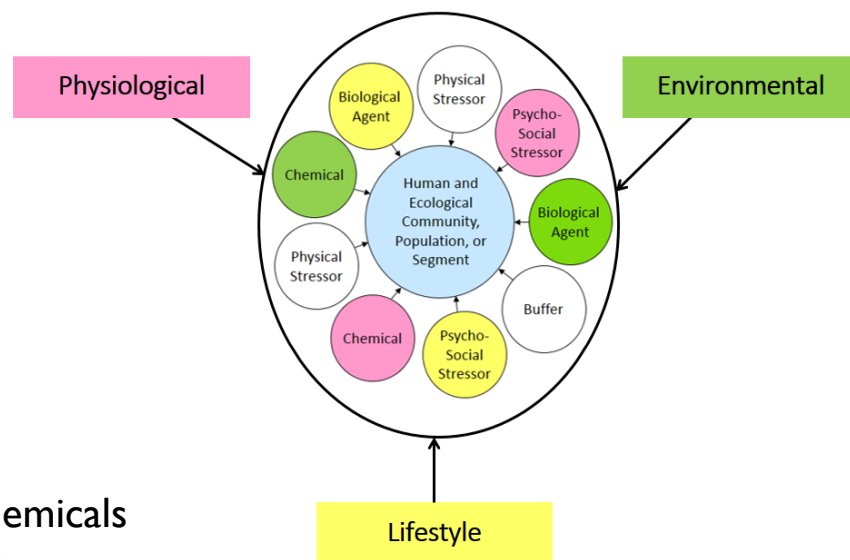 Physiological
Environmental
Physical
Stressor
Biological
Agent
Psycho-
Social
Stressor
Chemical
Human and
Ecological
Community,
Population, or
Segment
Biological
Agent
Physical
Stressor
Buffer
Chemical
Psycho-
Social
Stressor
emicals
Lifestyle